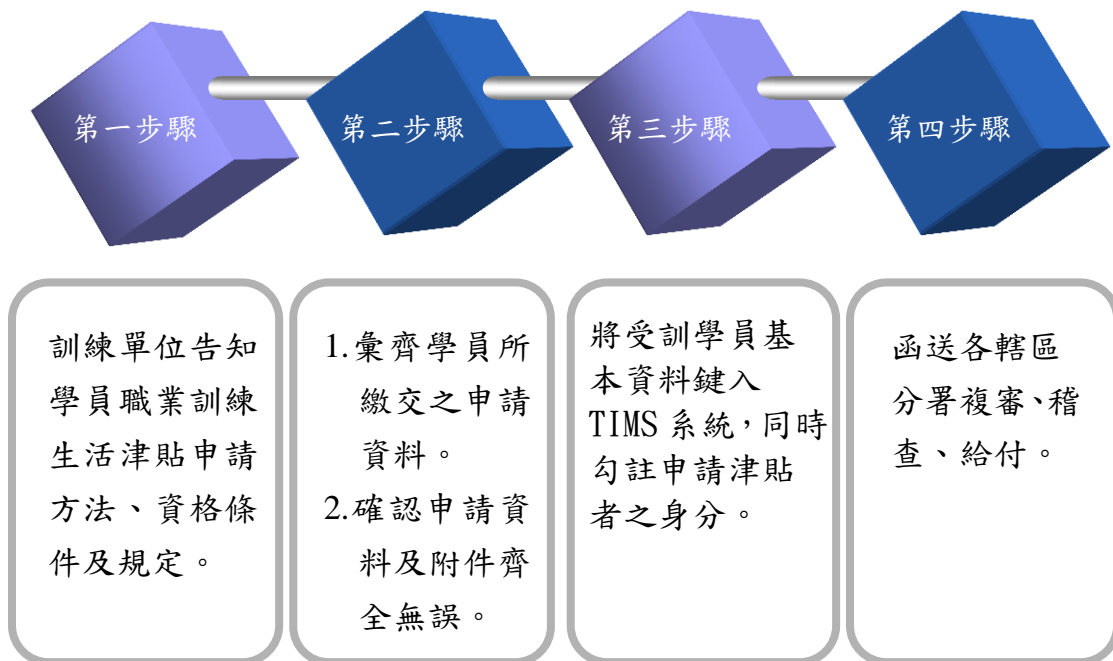 第一步驟
第二步驟
第三步驟
第四步驟
訓練單位告知
學員職業訓練
生活津貼申請
方法、資格條
件及規定。
1.彙齊學員所
繳交之申請
資料。
2.確認申請資
料及附件齊
全無誤。
將受訓學員基
本資料鍵入
TIMS 系統，同時
勾註申請津貼
者之身分。
函送各轄區
分署複審、稽
查、給付。